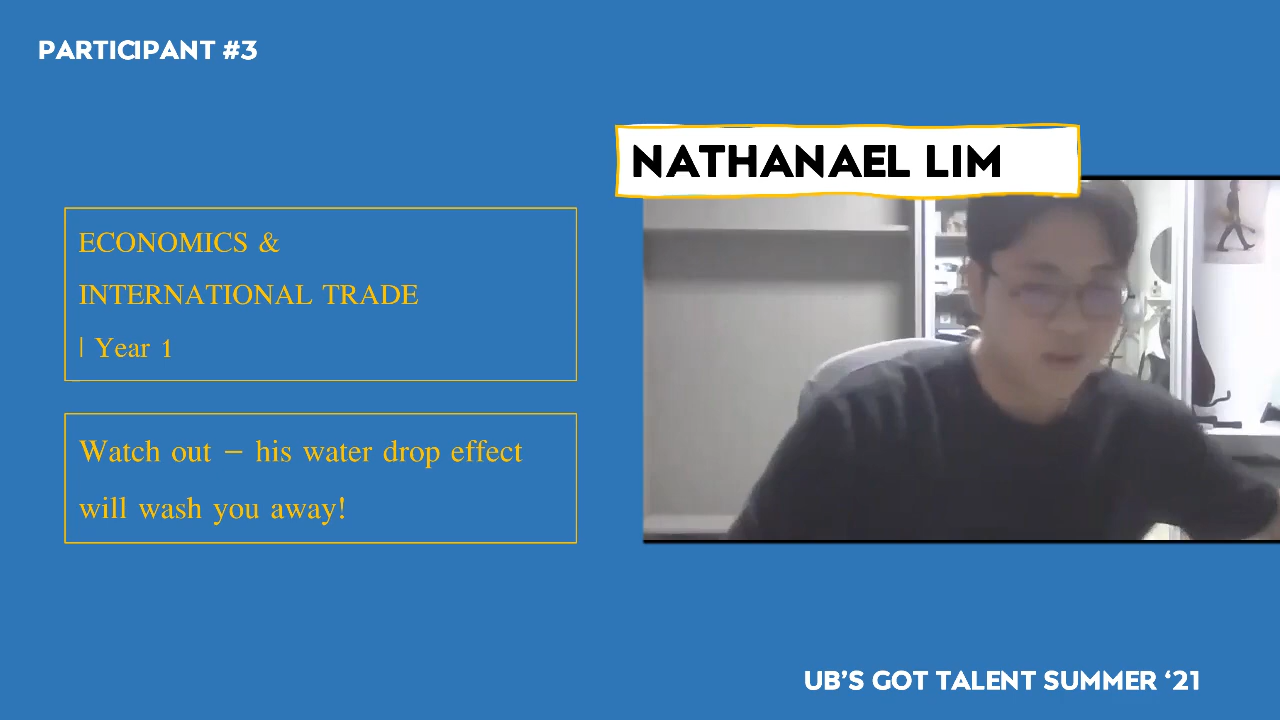 PARTICIPANT #3
NATHANAEL LIM
ECONOMICS &
INTERNATIONAL TRADE
| Year 1
Watch out – his water drop effect
will wash you away!
UB’S GOT TALENT SUMMER ‘21